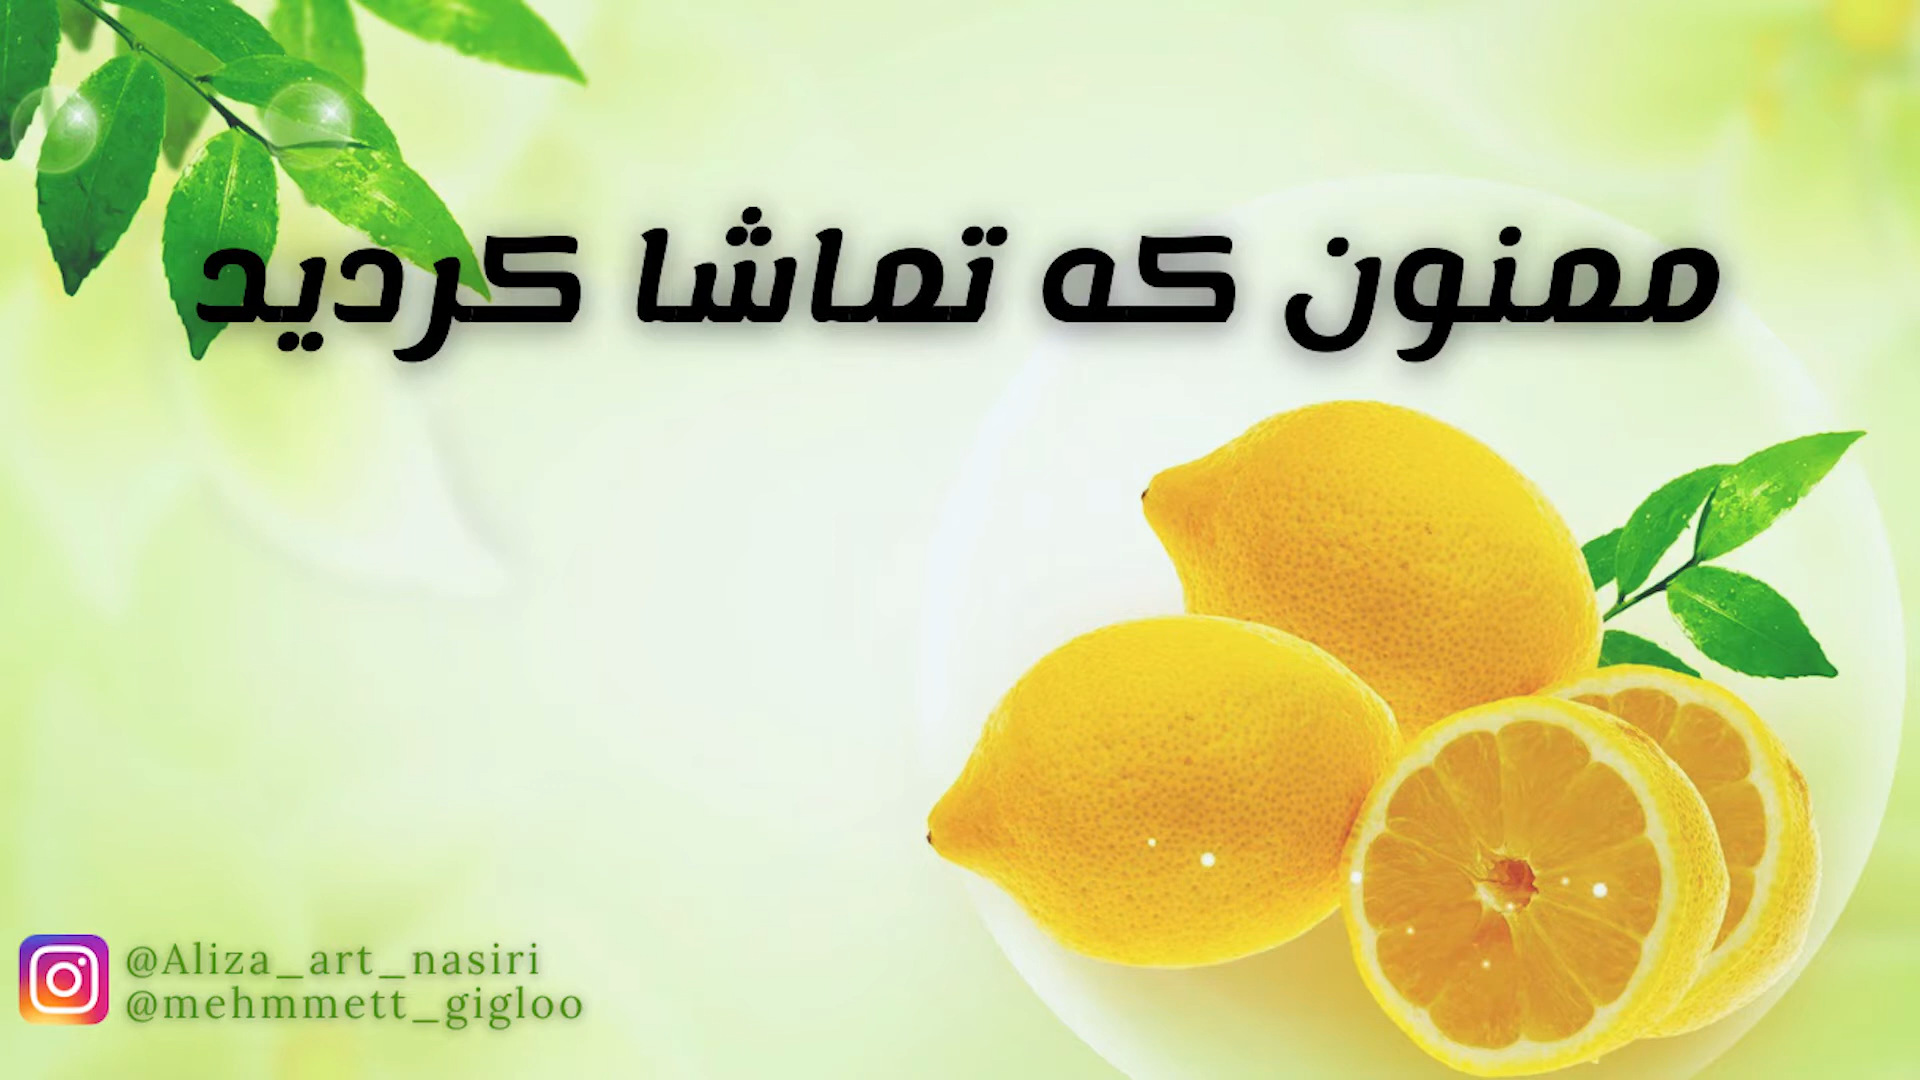 ممنون که تماشا کردید
@Aliza_art_nasiri
@mehmmett_gigloo